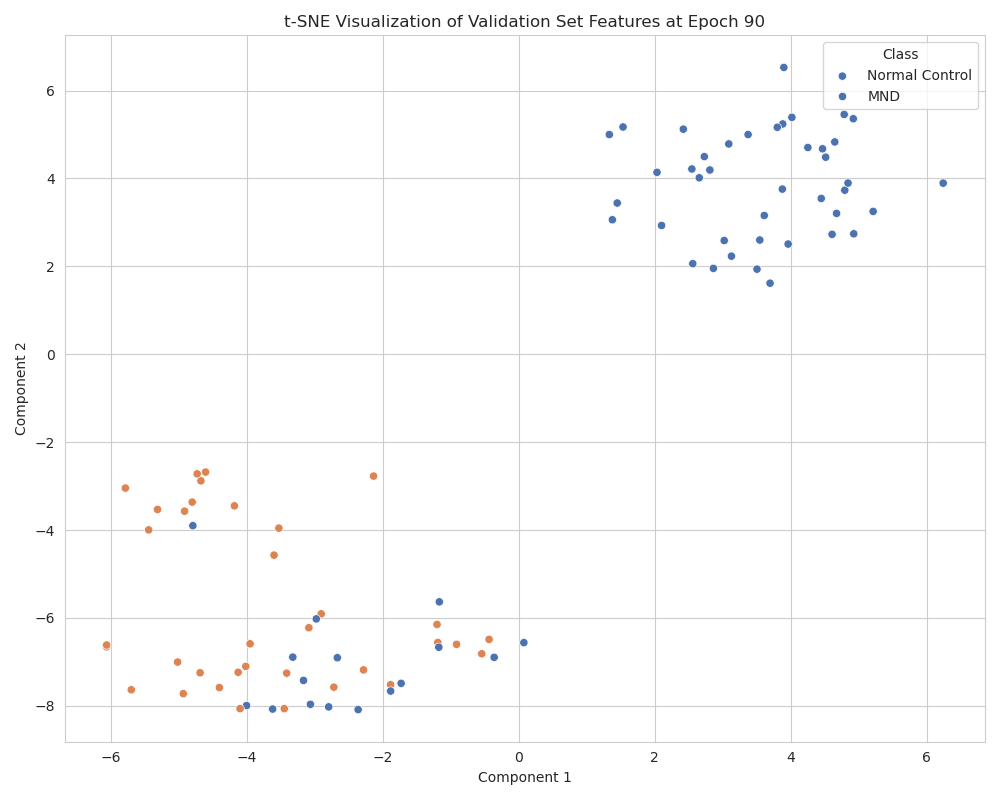 t-SNE Visualization of Validation Set Features at Epoch 90
Class
Normal Control
MND
6
4
2
0
−2
−4
−6
−8
Component 2
−6
−4
−2
0
2
4
6
Component 1